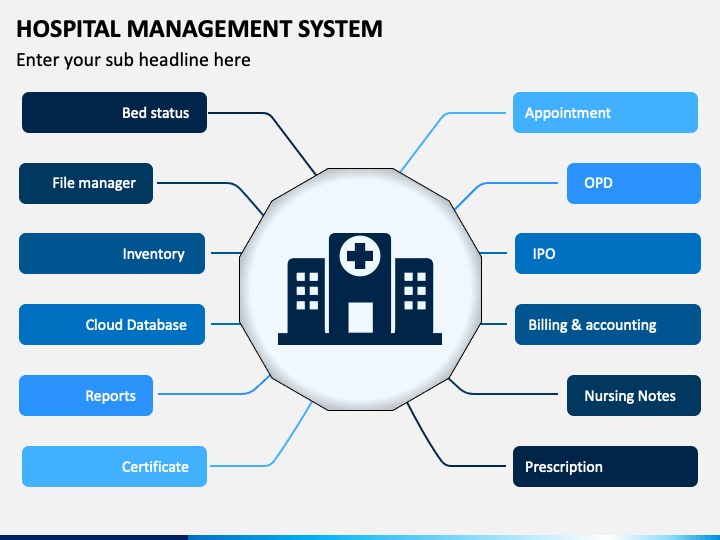 HOSPITAL MANAGEMENT SYSTEM
Enter your sub headline here
Bed status
File manager
Inventory
Cloud Database
Reports
Certificate
Appointment
OPD
IPO
Billing & accounting
Nursing Notes
Prescription